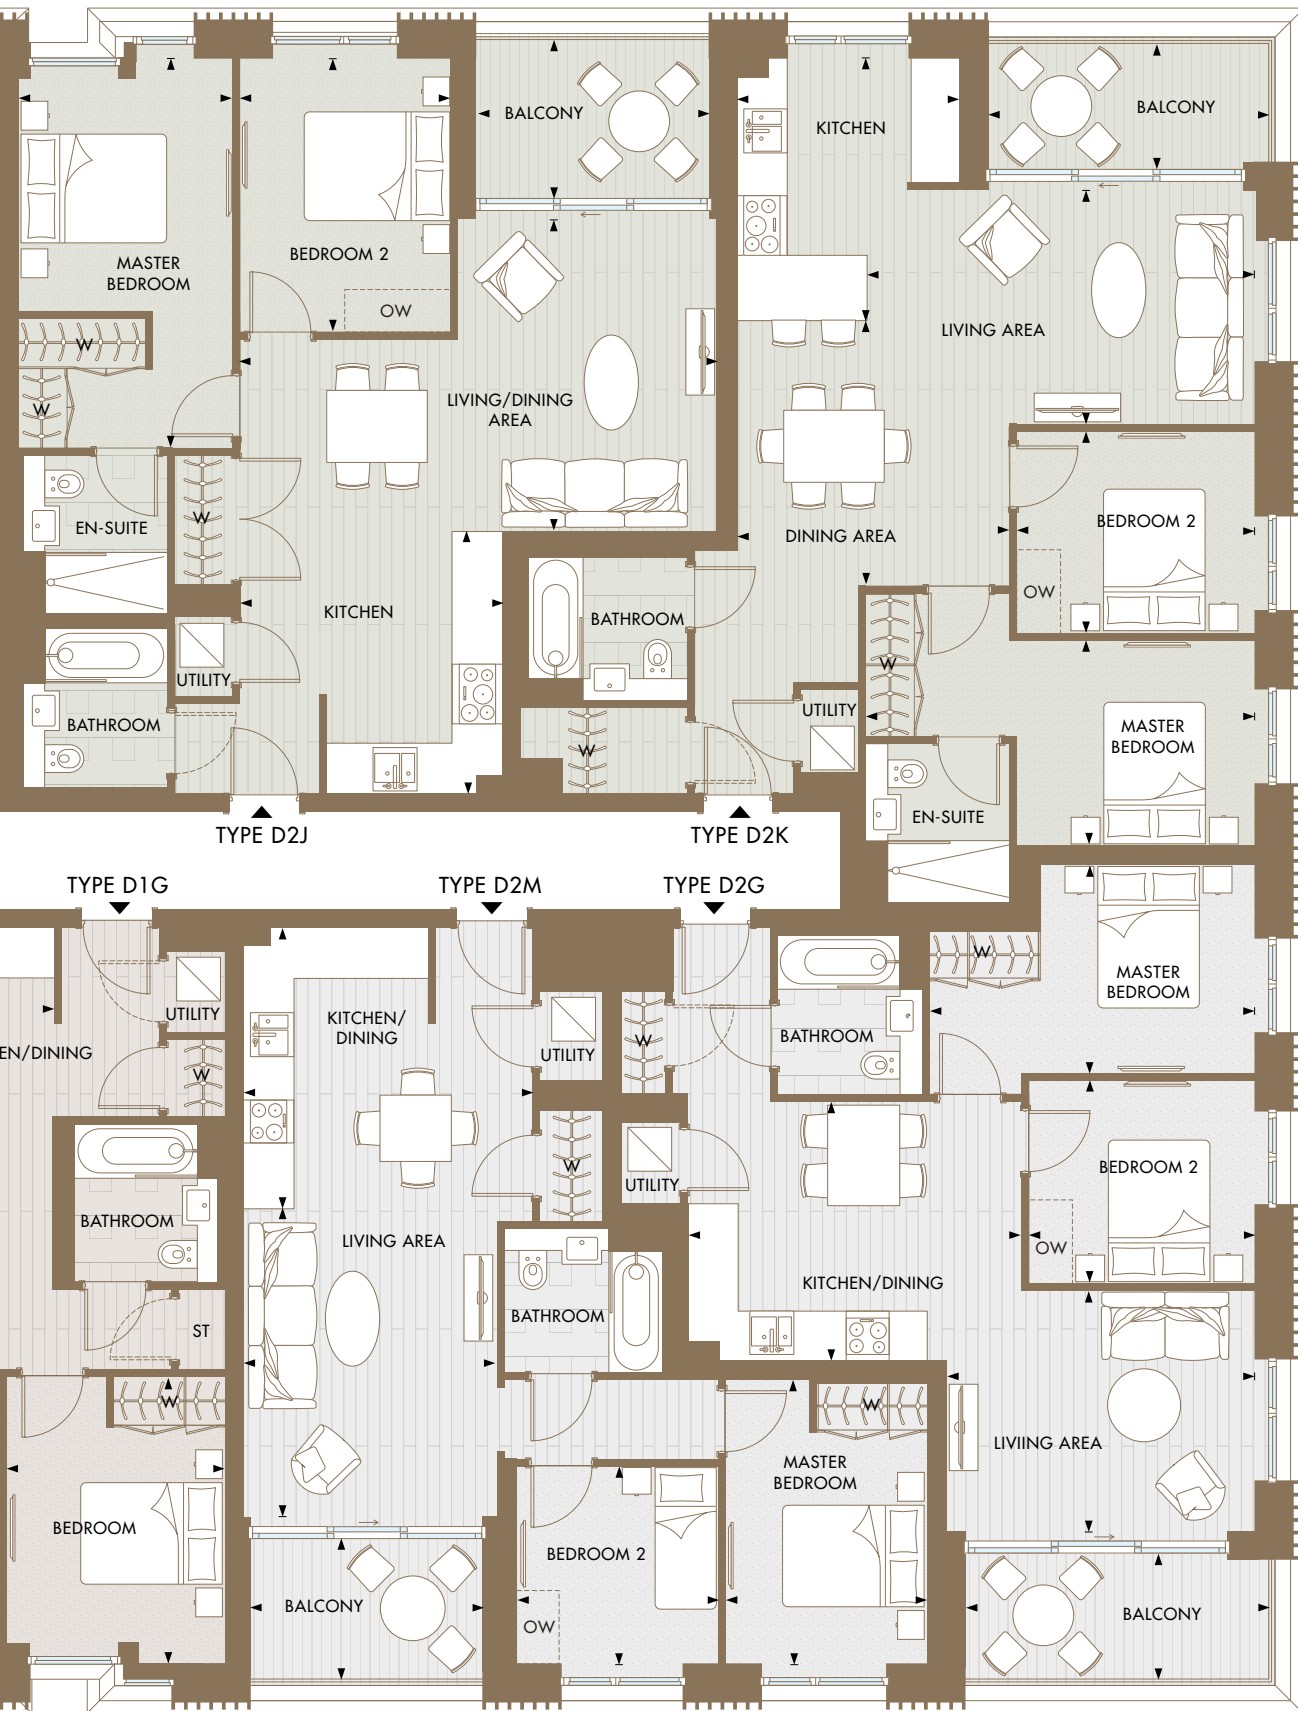 BALCONY
BALCONY
KITCHEN
MASTER
BEDROOM
BEDROOM 2
OW
W
W
LIVING/DINING
AREA
LIVING AREA
EN-SUITE
W
KITCHEN
BATHROOM
DINING AREA
BEDROOM 2
OW
UTILITY
BATHROOM
W
UTILITY
W
MASTER
BEDROOM
EN-SUITE
TYPE D2J
TYPE D2K
TYPE D1G
TYPE D2M
TYPE D2G
UTILITY
EN/DINING
W
KITCHEN/
DINING
UTILITY
W
BATHROOM
W
MASTER
BEDROOM
BATHROOM
ST
W
LIVING AREA
W
UTILITY
BEDROOM 2
OW
BATHROOM
KITCHEN/DINING
BEDROOM
BALCONY
BEDROOM 2
OW
MASTER
BEDROOM
W
LIVIING AREA
BALCONY